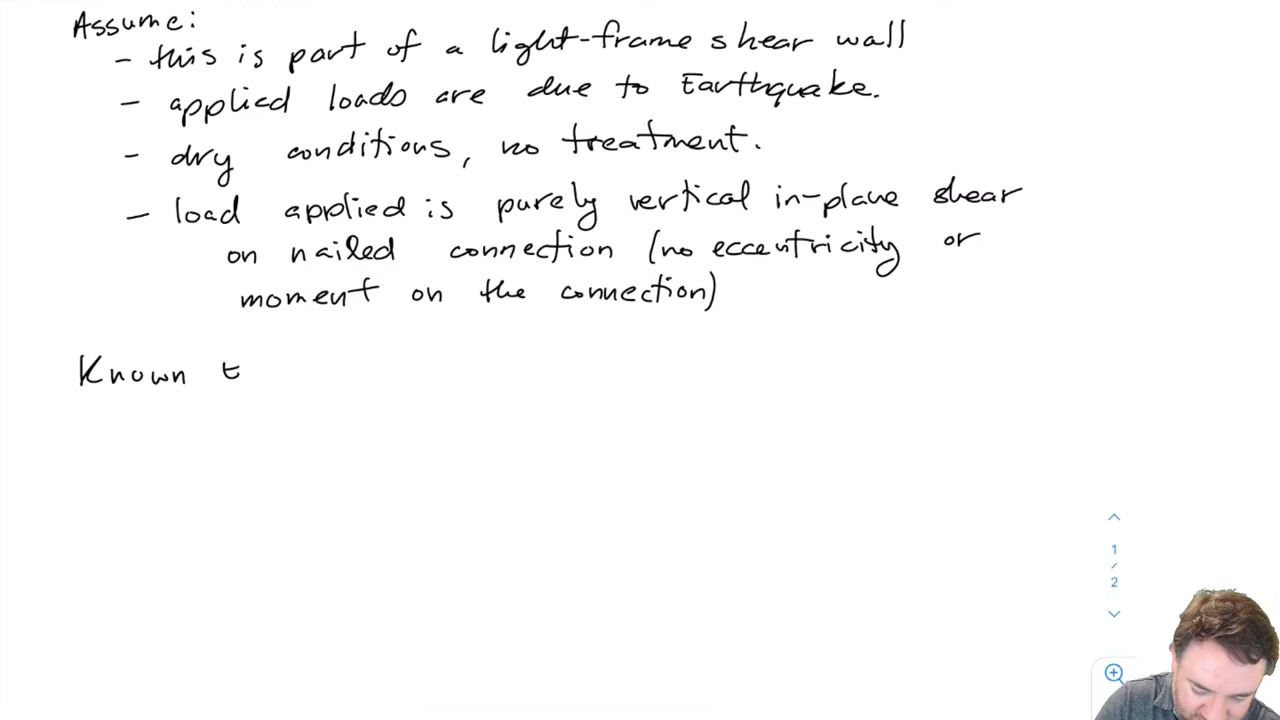 Assume:
- this is part of a light-frame shear wall
- applied loads are due to Earthquake.
- dry conditions, no treatment.
- load applied is purely vertical in-plane shear
on nailed connection (no eccentricity or
moment on the connection)
Known t
1
/
2